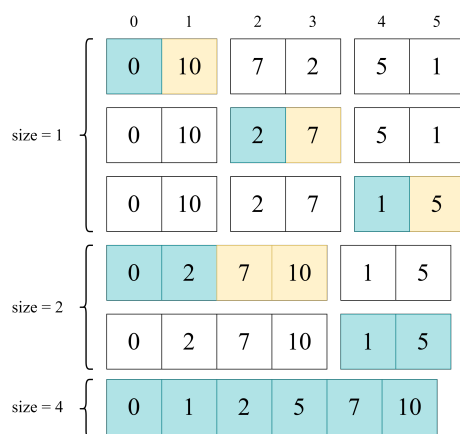 0 1 2 3 4 5
0 10 7 2 5 1
size = 1 0 10 2 7 5 1
0 10 2 7 1 5
0 2 7 10 1 5
size = 2
0 2 7 10 1 5
size = 4 0 1 2 5 7 10